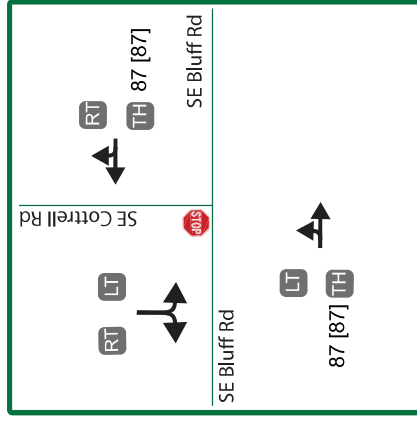 SE Bluff Rd
RT
TH 87 [87]
SE Cottrell Rd
STOP
RT LT
SE Bluff Rd
LT
87 [87] TH